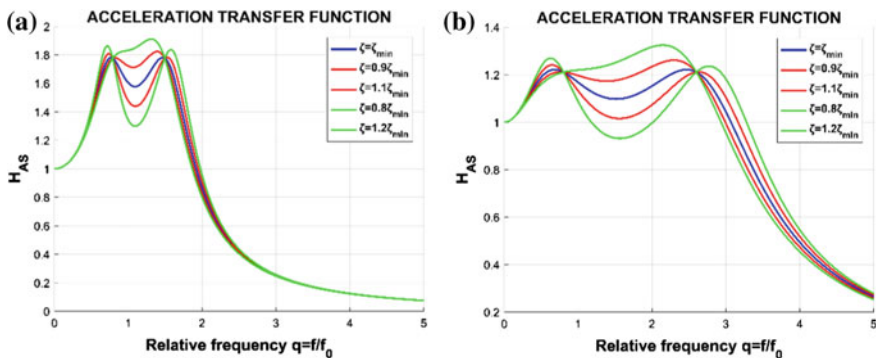 (a)
ACCELERATION TRANSFER FUNCTION
2
1.8
1.6
1.4
1.2
1
0.8
0.6
0.4
0.2
0
H_AS
ζ=ζ_min
ζ=0.9ζ_min
ζ=1.1ζ_min
ζ=0.8ζ_min
ζ=1.2ζ_min
0 1 2 3 4 5
Relative frequency q=f/f_0
(b)
ACCELERATION TRANSFER FUNCTION
1.4
1.2
1
0.8
0.6
0.4
0.2
H_AS
ζ=ζ_min
ζ=0.9ζ_min
ζ=1.1ζ_min
ζ=0.8ζ_min
ζ=1.2ζ_min
0 1 2 3 4 5
Relative frequency q=f/f_0